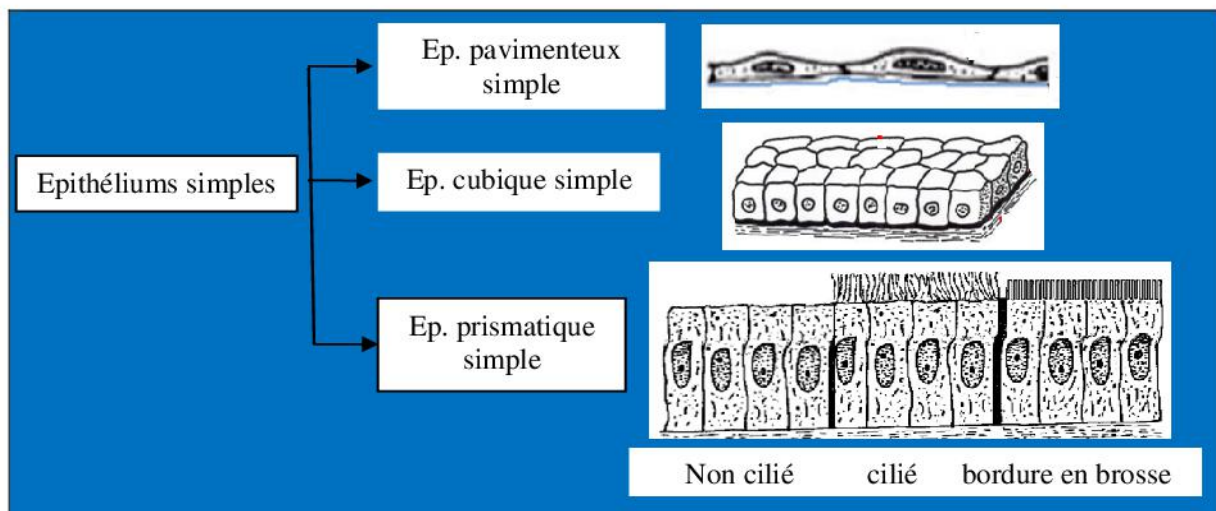 Ep. pavimenteux
simple
Epithéliums simples
Ep. cubique simple
Ep. prismatique
simple
Non cilié cilié bordure en brosse